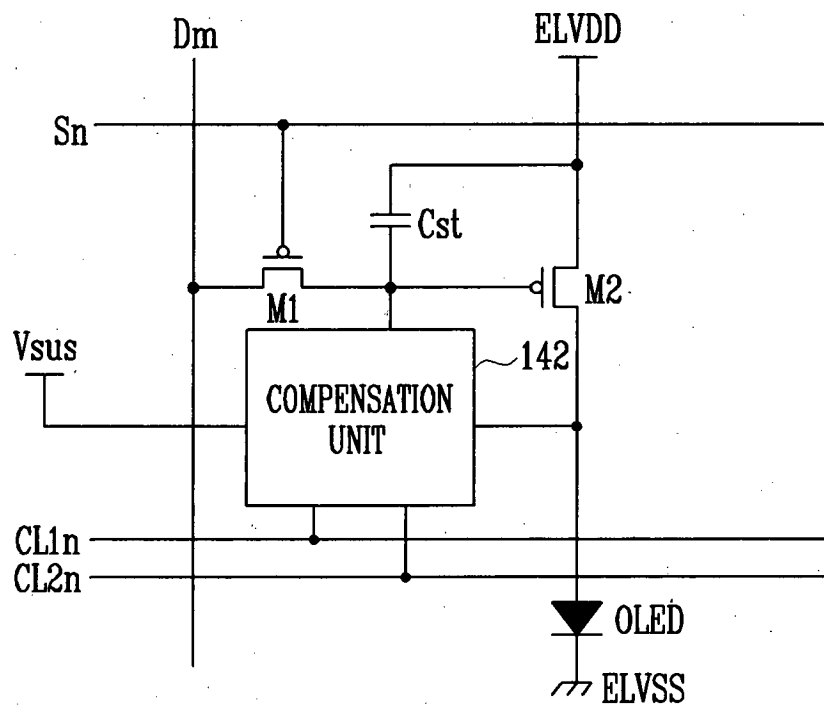 Dm
ELVDD
Sn
Cst
M1
M2
Vsus
142
COMPENSATION
UNIT
CL1n
CL2n
OLED
ELVSS